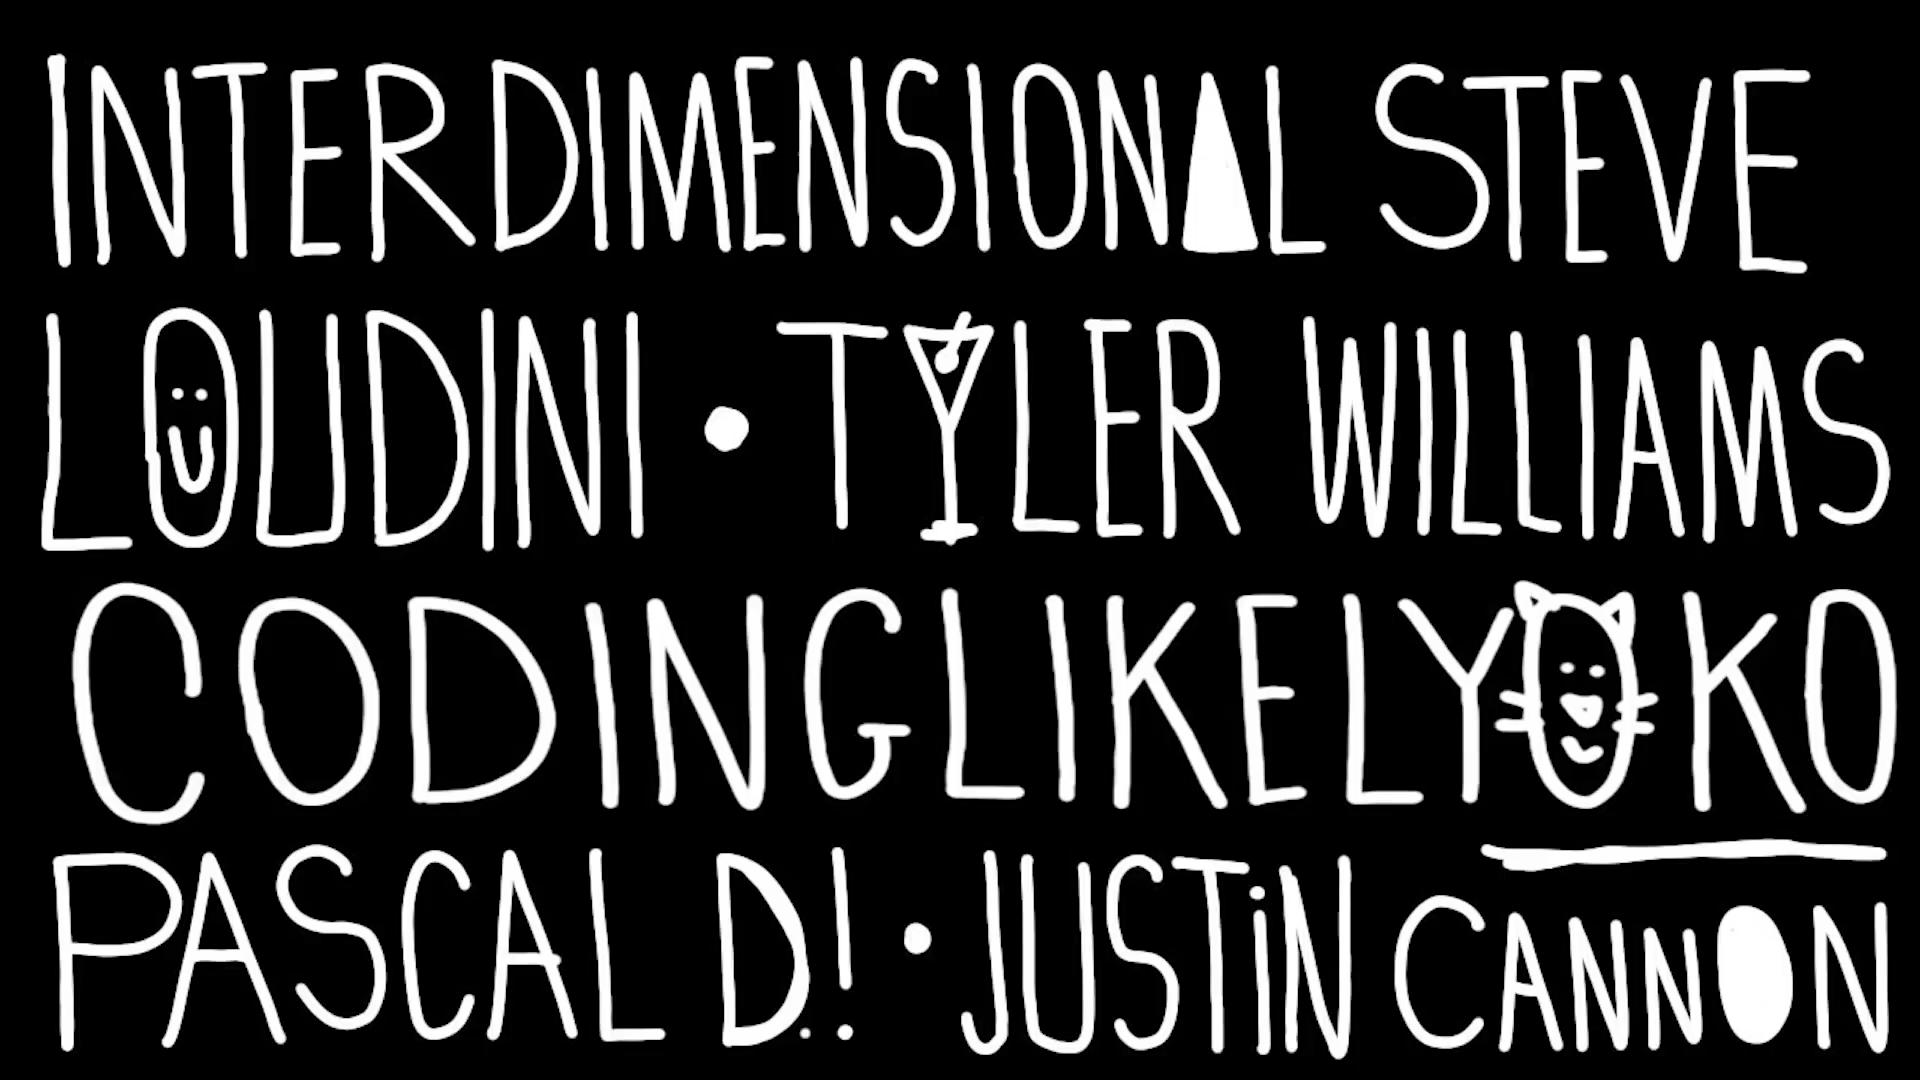 INTERDIMENSIONAL STEVE
LOUDINI • TYLER WILLIAMS
CODINGLIKELYOKO
PASCAL D.! • JUSTiN CANNON